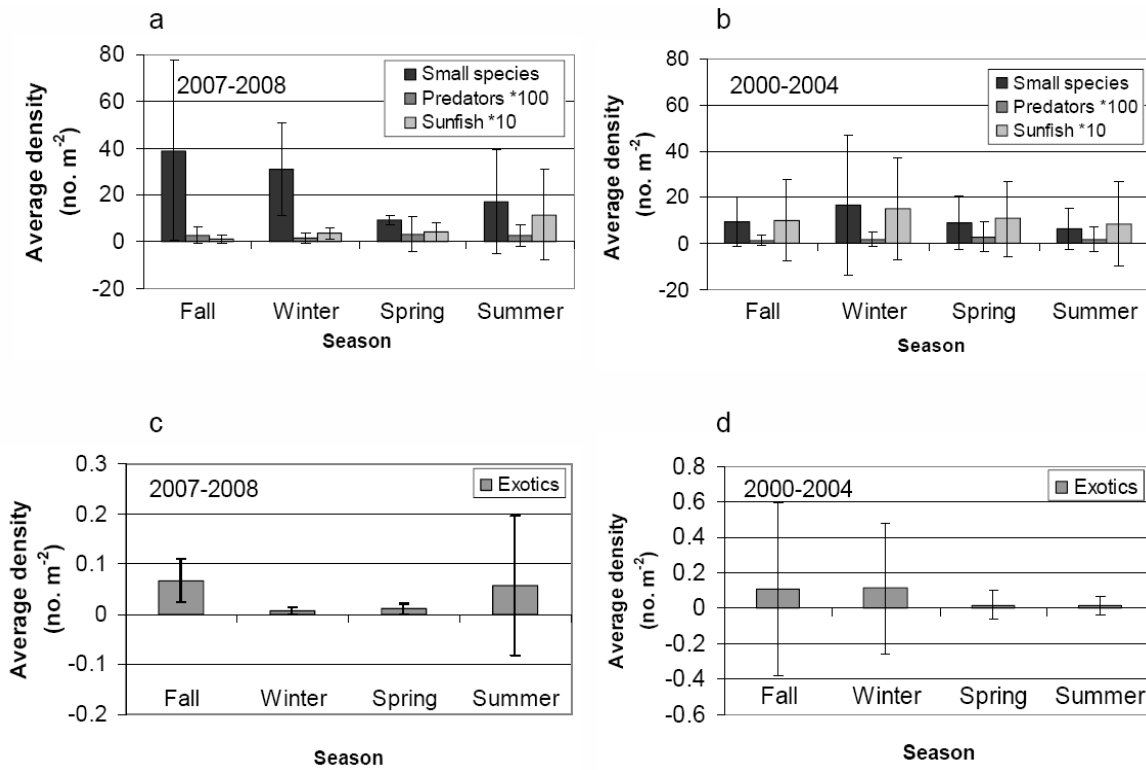 a
80
60
40
20
0
-20
Average density
(no. m-2)
2007-2008
Small species
Predators *100
Sunfish *10
Fall Winter Spring Summer
Season
b
80
60
40
20
0
-20
Average density
(no. m-2)
2000-2004
Small species
Predators *100
Sunfish *10
Fall Winter Spring Summer
Season
c
0.3
0.2
0.1
0
-0.1
-0.2
Average density
(no. m-2)
2007-2008
Exotics
Fall Winter Spring Summer
Season
d
0.8
0.6
0.4
0.2
0
-0.2
-0.4
-0.6
Average density
(no. m-2)
2000-2004
Exotics
Fall Winter Spring Summer
Season